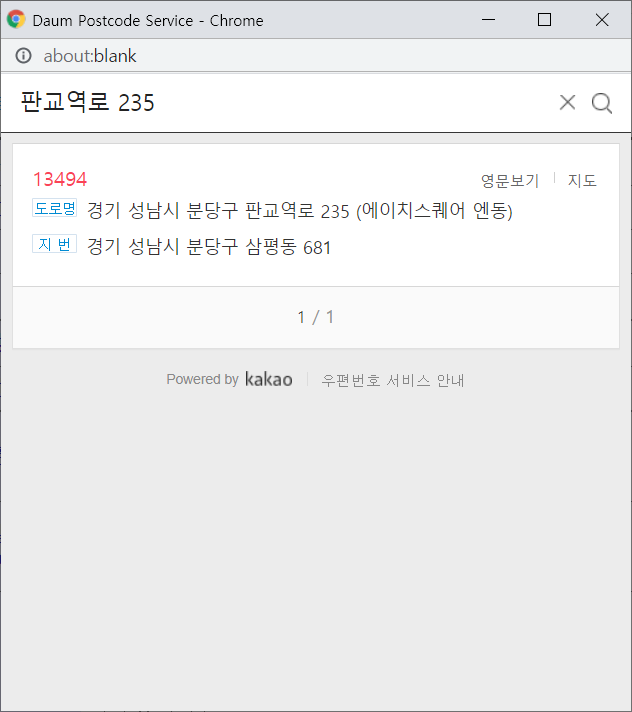 Daum Postcode Service - Chrome
about:blank
판교역로 235
13494 영문보기 지도
도로명 경기 성남시 분당구 판교역로 235 (에이치스퀘어 엔동)
지 번 경기 성남시 분당구 삼평동 681
1 / 1
Powered by kakao 우편번호 서비스 안내